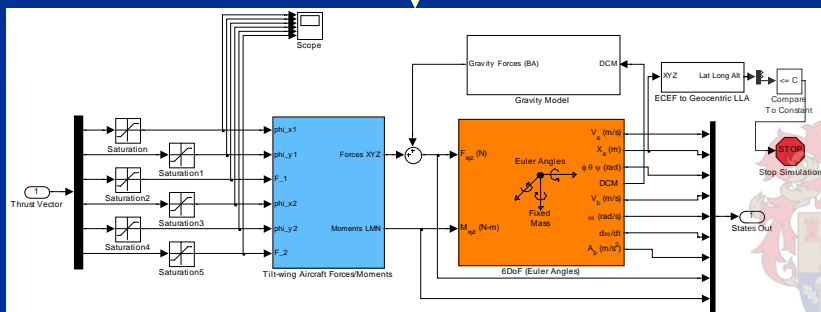 Scope
Gravity Forces (BA)
DCM
Gravity Model
XYZ
Lat Long Alt
ECEF to Geocentric LLA
<= C
Compare
To Constant
STOP
Stop Simulation
1
Thrust Vector
Saturation
Saturation1
Saturation2
Saturation3
Saturation4
Saturation5
phi_x1
phi_y1
F_1
phi_x2
phi_y2
F_2
Forces XYZ
Moments LMN
Tilt-wing Aircraft Forces/Moments
F_xyz (N)
M_xyz (N-m)
Euler Angles
Fixed
Mass
V_e (m/s)
X_e (m)
ϕ θ ψ (rad)
DCM
V_b (m/s)
ω (rad/s)
dω/dt
A_b (m/s²)
6DoF (Euler Angles)
1
States Out